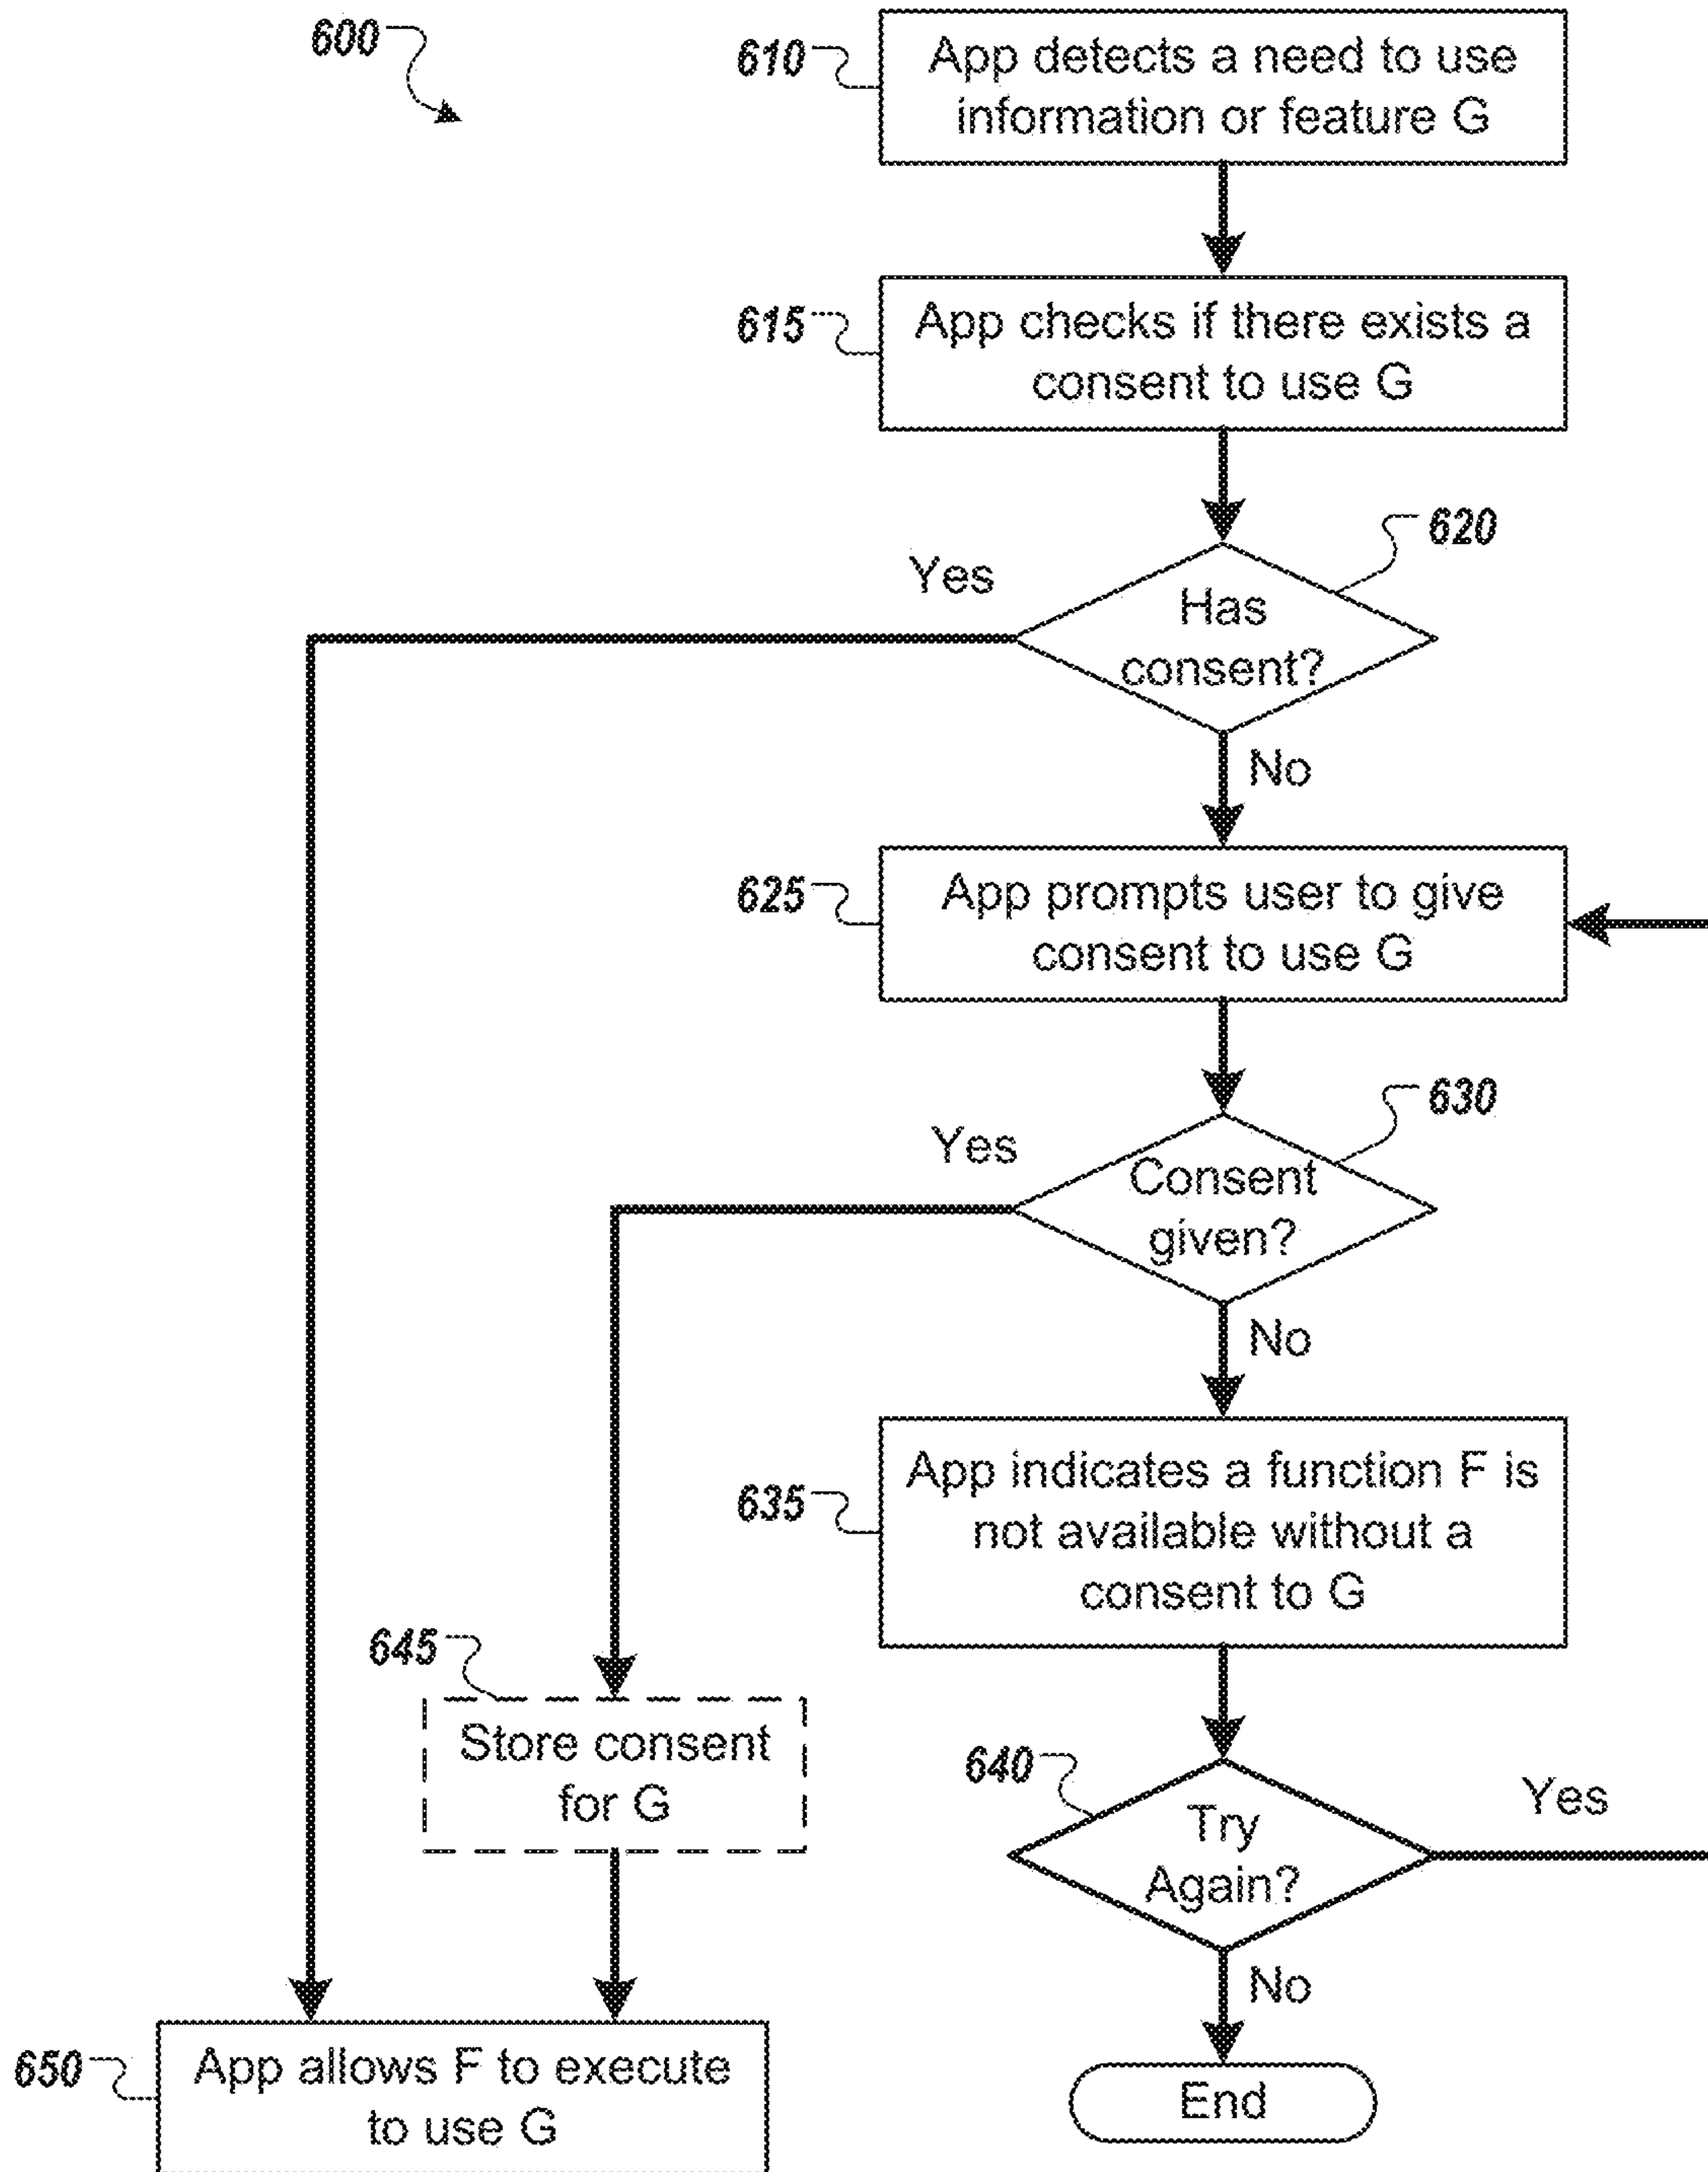 600
610
App detects a need to use
information or feature G
615
App checks if there exists a
consent to use G
620
Yes
Has
consent?
No
625
App prompts user to give
consent to use G
630
Yes
Consent
given?
No
635
App indicates a function F is
not available without a
consent to G
645
Store consent
for G
640
Try
Again?
Yes
No
650
App allows F to execute
to use G
End